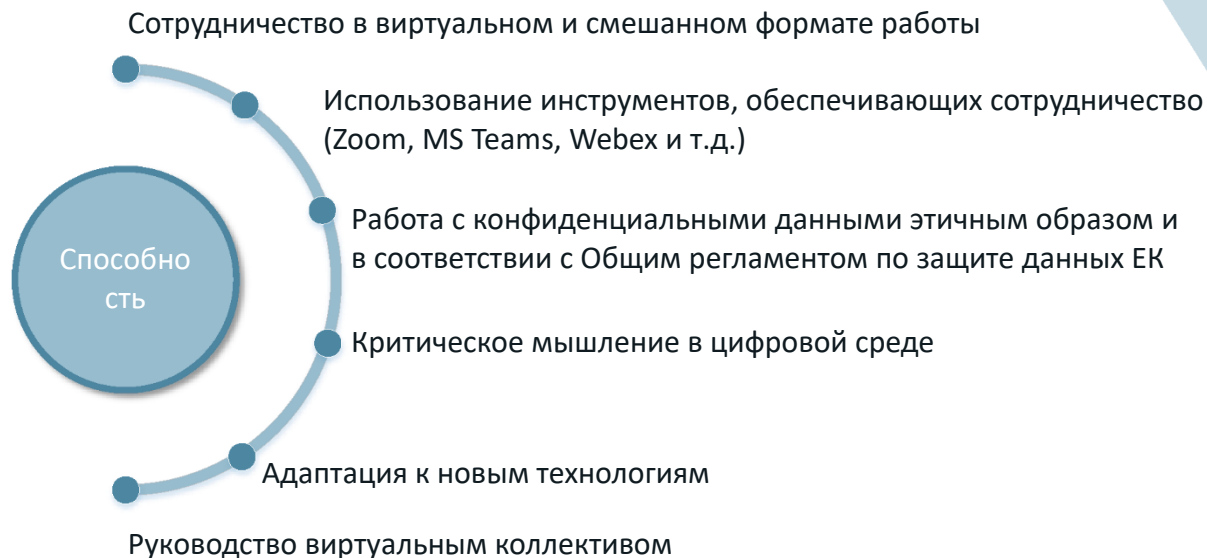 Сотрудничество в виртуальном и смешанном формате работы
Использование инструментов, обеспечивающих сотрудничество
(Zoom, MS Teams, Webex и т.д.)
Работа с конфиденциальными данными этичным образом и
в соответствии с Общим регламентом по защите данных ЕК
Способно
сть
Критическое мышление в цифровой среде
Адаптация к новым технологиям
Руководство виртуальным коллективом